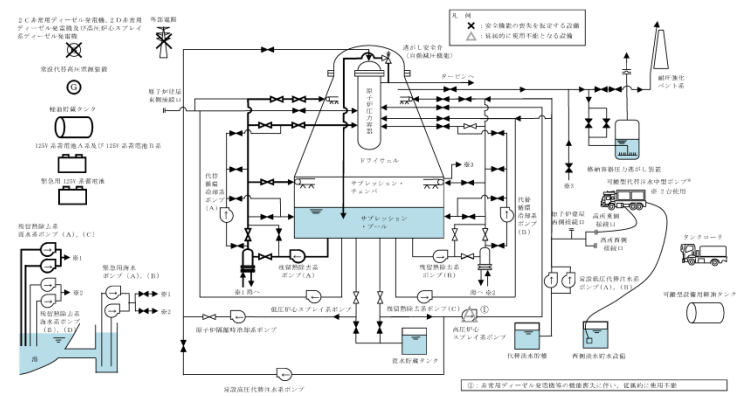 2C非常用ディーゼル発電機,2D非常用
ディーゼル発電機及び高圧炉心スプレイ
系ディーゼル発電機
外部電源
常設代替高圧電源装置
G
軽油貯蔵タンク
125V系蓄電池A系及び125V系蓄電池B系
緊急用125V系蓄電池
凡 例
:安全機能の喪失を仮定する設備
:従属的に使用不能となる設備
逃がし安全弁
(自動減圧機能)
タービンへ
原子炉建屋
東側接続口
原子炉圧力容器
ドライウェル
サプレッション・
チェンバ
サプレッション
・プール
代替
循環
冷却系
ポンプ
(A)
代替
循環
冷却系
ポンプ
(B)
※3
※3
耐圧強化
ベント系
格納容器圧力逃がし装置
可搬型代替注水中型ポンプ
※2台使用
原子炉建屋
西側接続口
高所東側
接続口
高所西側
接続口
タンクローリ
可搬型設備用軽油タンク
常設低圧代替注水系
ポンプ(A),(B)
残留熱除去系
海水系ポンプ(A),(C)
※1
※2
残留熱除去系
海水系ポンプ
(B),(D)
海
緊急用海水
ポンプ(A),(B)
※1
※2
残留熱除去系
ポンプ(A)
※1 海へ
残留熱除去系
ポンプ(B)
海へ ※2
低圧炉心スプレイ系ポンプ
残留熱除去系ポンプ(C)
原子炉隔離時冷却系ポンプ
高圧炉心
スプレイ系ポンプ
①
復水貯蔵タンク
代替淡水貯槽
西側淡水貯水設備
常設高圧代替注水系ポンプ
①:非常用ディーゼル発電機等の機能喪失に伴い,従属的に使用不能